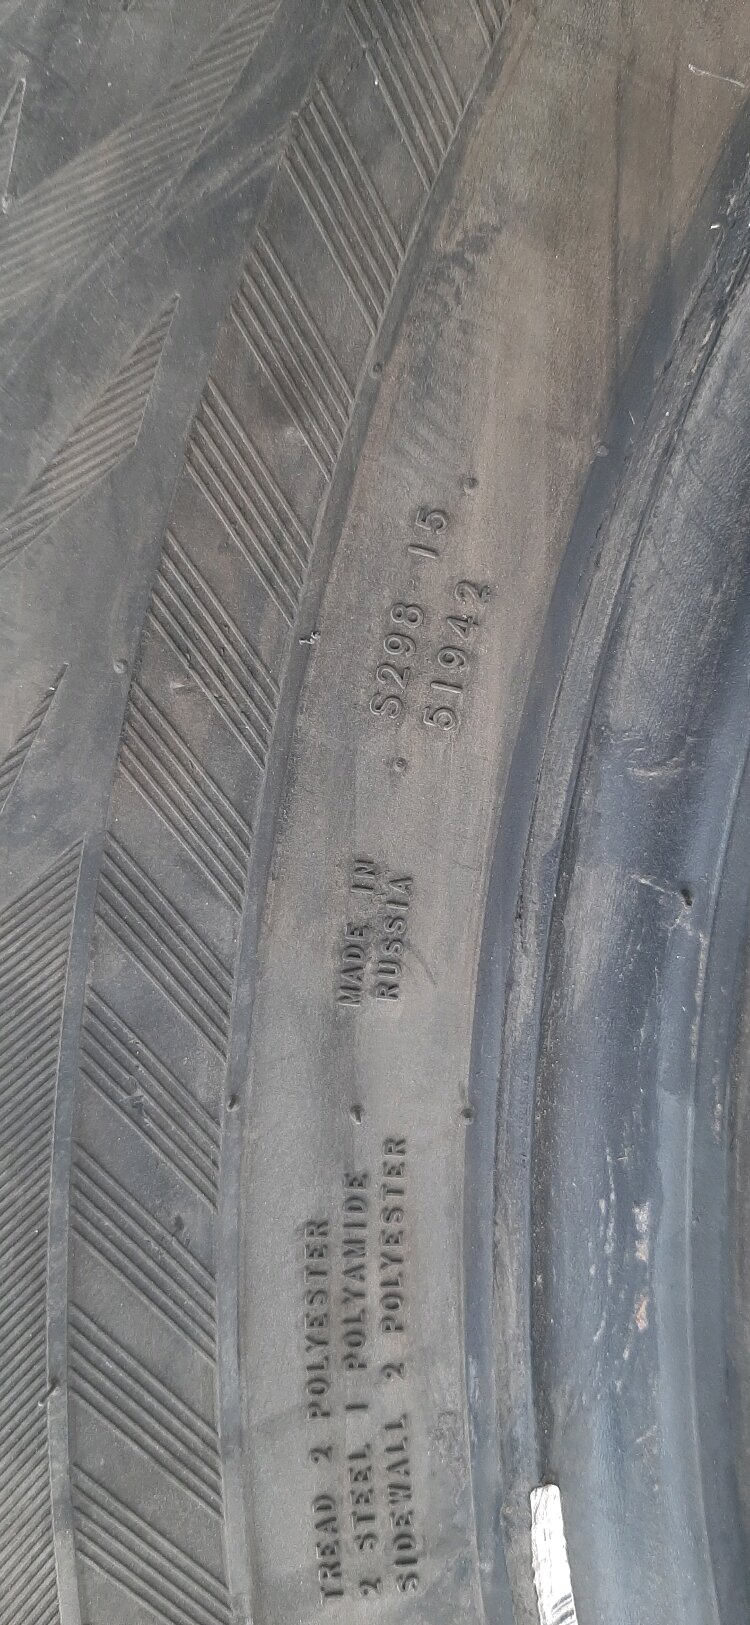 TREAD 2 POLYESTER
2 STEEL 1 POLYAMIDE
SIDEWALL 2 POLYESTER
MADE IN
RUSSIA
S298 15
51942